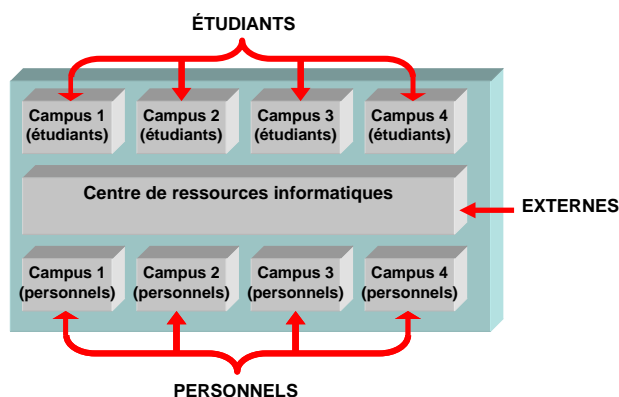 ÉTUDIANTS
Campus 1
(étudiants)
Campus 2
(étudiants)
Campus 3
(étudiants)
Campus 4
(étudiants)
Centre de ressources informatiques
EXTERNES
Campus 1
(personnels)
Campus 2
(personnels)
Campus 3
(personnels)
Campus 4
(personnels)
PERSONNELS